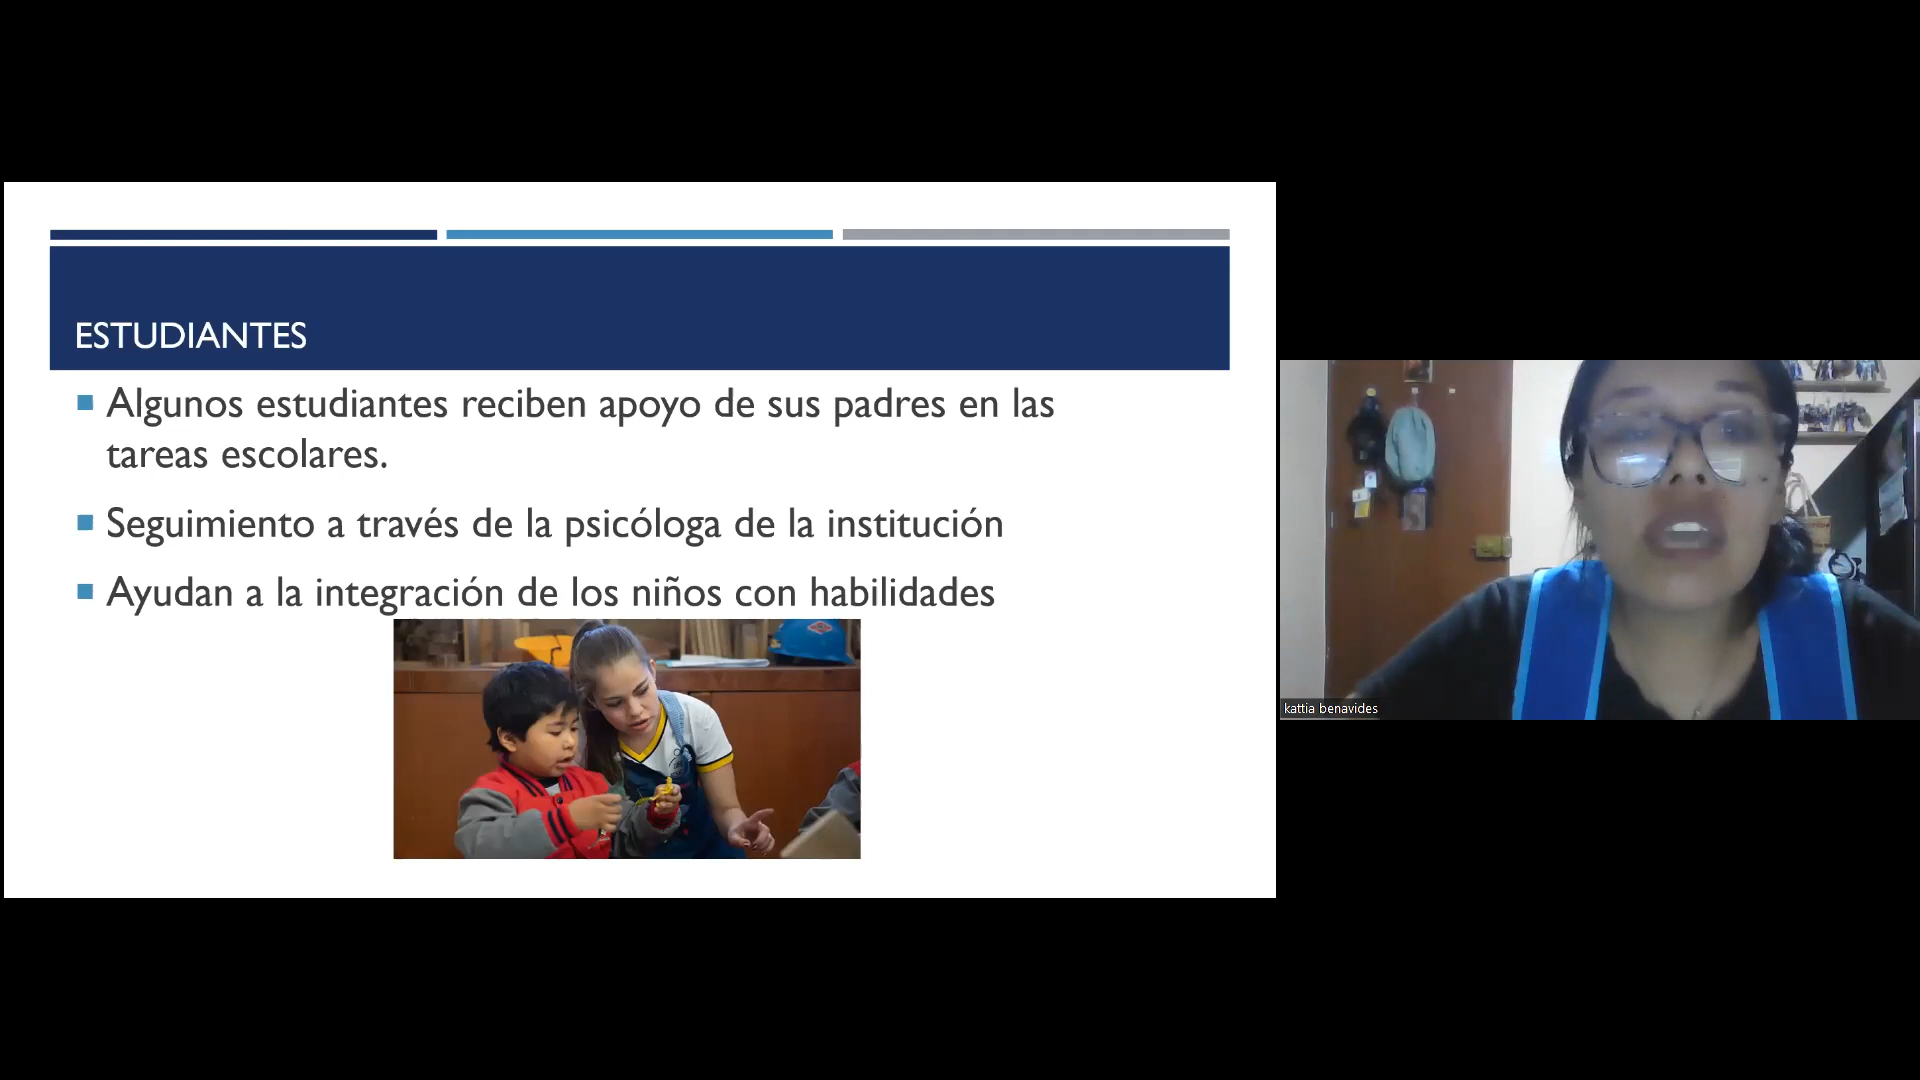 ESTUDIANTES
Algunos estudiantes reciben apoyo de sus padres en las
tareas escolares.
Seguimiento a través de la psicóloga de la institución
Ayudan a la integración de los niños con habilidades
kattia benavides